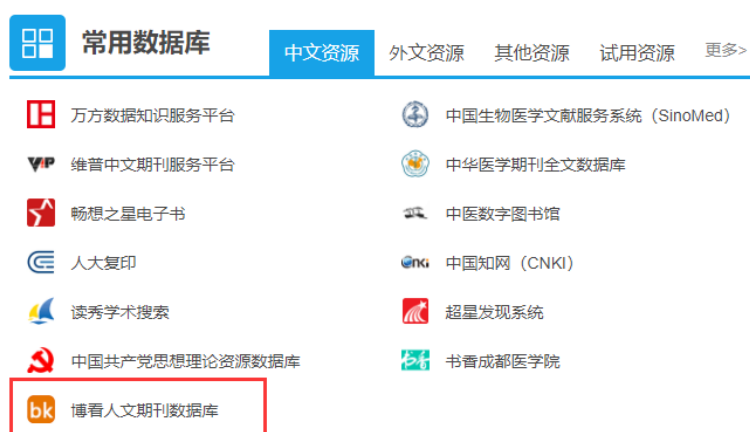 常用数据库
中文资源 外文资源 其他资源 试用资源 更多>
万方数据知识服务平台 中国生物医学文献服务系统（SinoMed）
VIP 维普中文期刊服务平台 中华医学期刊全文数据库
畅想之星电子书 中医数字图书馆
人大复印 cnki 中国知网（CNKI）
读秀学术搜索 超星发现系统
中国共产党思想理论资源数据库 书香 书香成都医学院
bk 博看人文期刊数据库